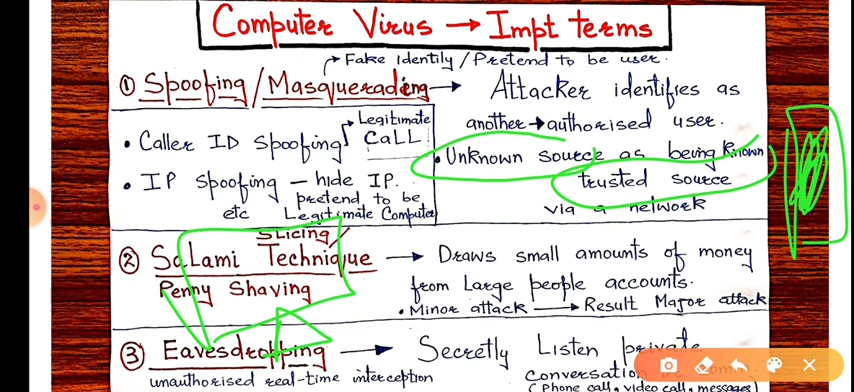 Computer Virus → Impt terms
→ Fake Identity / Pretend to be user.
① Spoofing / Masquerading → Attacker identifies as
another → authorised user.
• Caller ID Spoofing → Legitimate CALL
• IP Spoofing – hide IP.
pretend to be
etc Legitimate Computer
• Unknown source as being known
trusted source
via a network
② Salami Slicing / Technique → Draws small amounts of money
Penny Shaving
from Large people accounts.
• Minor attack → Result Major attack
③ Eavesdropping → Secretly Listen private
unauthorised real-time interception
conversation
(Phone call, video call, messages)